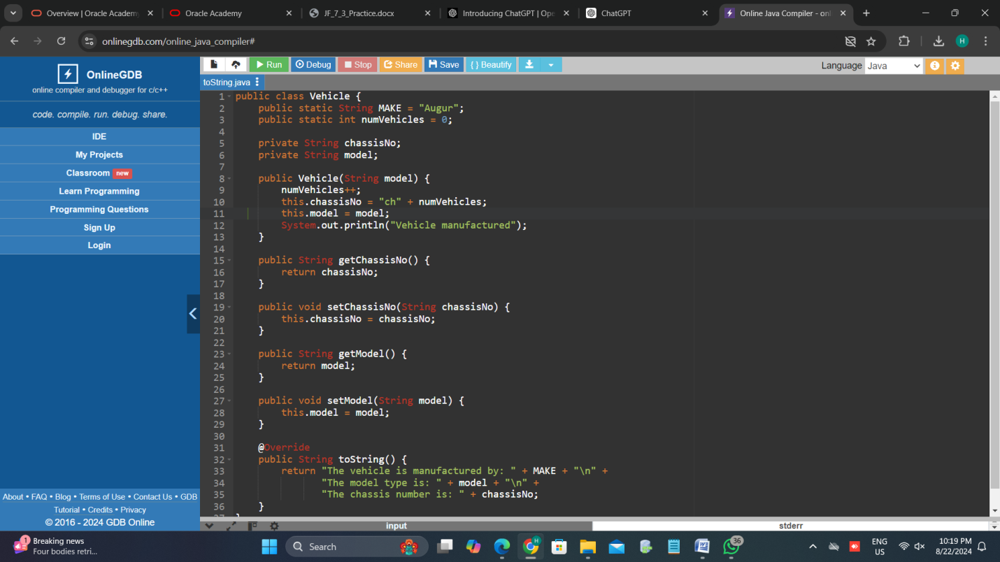 Overview | Oracle Academy
Oracle Academy
JF_7_3_Practice.docx
Introducing ChatGPT | Ope
ChatGPT
Online Java Compiler - onl
onlinegdb.com/online_java_compiler#
H
OnlineGDB
online compiler and debugger for c/c++
code. compile. run. debug. share.
IDE
My Projects
Classroom new
Learn Programming
Programming Questions
Sign Up
Login
About • FAQ • Blog • Terms of Use • Contact Us • GDB
Tutorial • Credits • Privacy
© 2016 - 2024 GDB Online
Run Debug Stop Share Save { } Beautify
Language Java
toString.java
1 public class Vehicle {
2 public static String MAKE = "Augur";
3 public static int numVehicles = 0;
4
5 private String chassisNo;
6 private String model;
7
8 public Vehicle(String model) {
9 numVehicles++;
10 this.chassisNo = "ch" + numVehicles;
11 this.model = model;
12 System.out.println("Vehicle manufactured");
13 }
14
15 public String getChassisNo() {
16 return chassisNo;
17 }
18
19 public void setChassisNo(String chassisNo) {
20 this.chassisNo = chassisNo;
21 }
22
23 public String getModel() {
24 return model;
25 }
26
27 public void setModel(String model) {
28 this.model = model;
29 }
30
31 @Override
32 public String toString() {
33 return "The vehicle is manufactured by: " + MAKE + "\n" +
34 "The model type is: " + model + "\n" +
35 "The chassis number is: " + chassisNo;
36 }
input
stderr
1
Breaking news
Four bodies retri...
Search
H
36
ENG
US
10:19 PM
8/22/2024